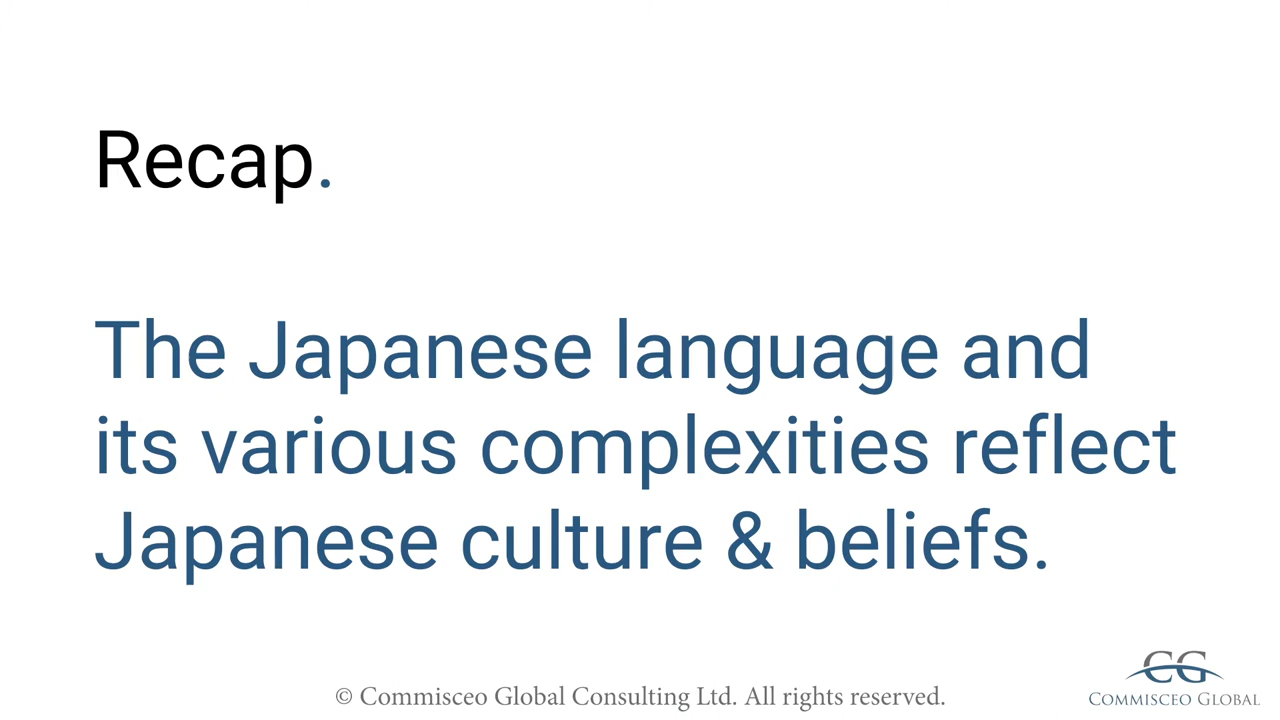 Recap.
The Japanese language and
its various complexities reflect
Japanese culture & beliefs.
CG
COMMISCEO GLOBAL
© Commisceo Global Consulting Ltd. All rights reserved.